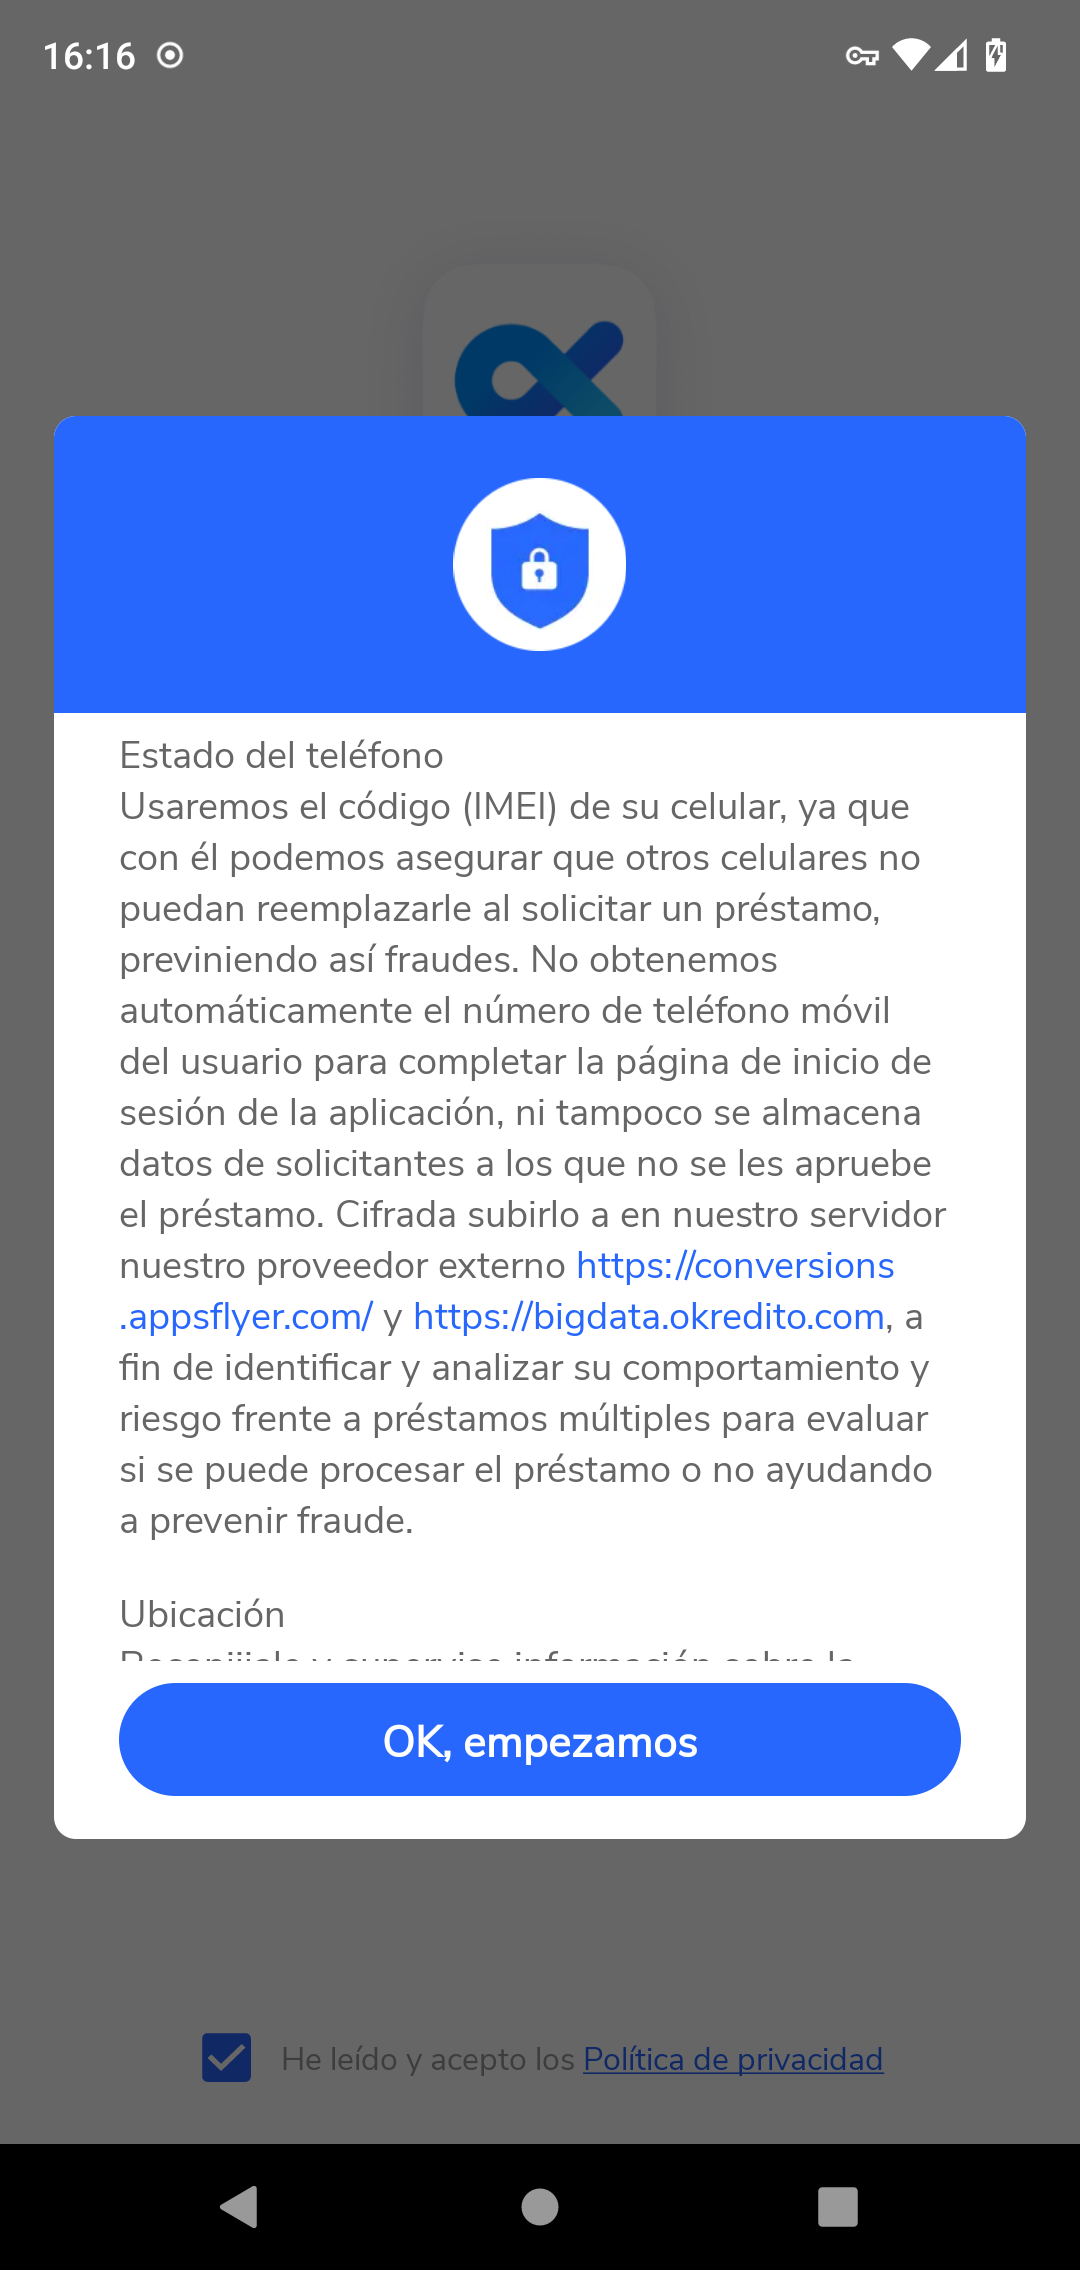 16:16
Estado del teléfono
Usaremos el código (IMEI) de su celular, ya que
con él podemos asegurar que otros celulares no
puedan reemplazarle al solicitar un préstamo,
previniendo así fraudes. No obtenemos
automáticamente el número de teléfono móvil
del usuario para completar la página de inicio de
sesión de la aplicación, ni tampoco se almacena
datos de solicitantes a los que no se les apruebe
el préstamo. Cifrada subirlo a en nuestro servidor
nuestro proveedor externo https://conversions
.appsflyer.com/ y https://bigdata.okredito.com, a
fin de identificar y analizar su comportamiento y
riesgo frente a préstamos múltiples para evaluar
si se puede procesar el préstamo o no ayudando
a prevenir fraude.
Ubicación
y supervise información sobre la
OK, empezamos
He leído y acepto los Política de privacidad